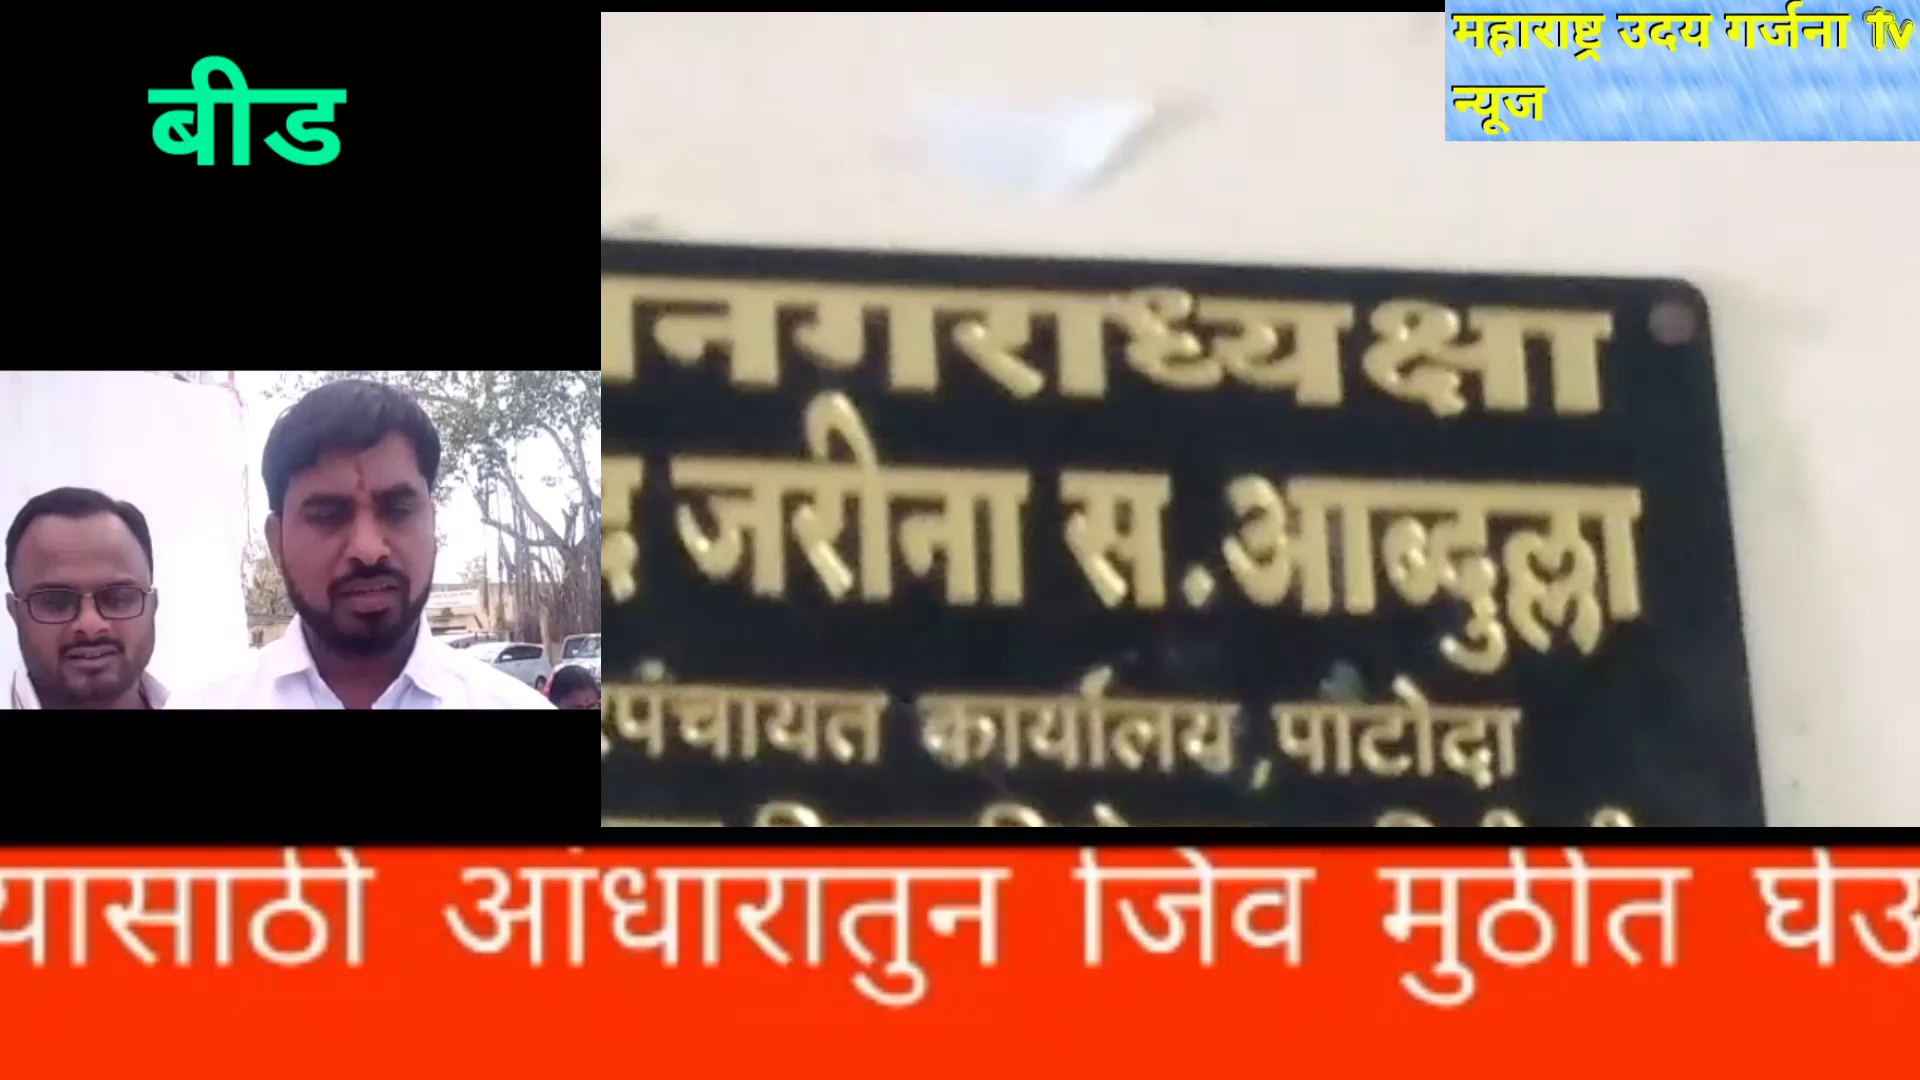 बीड
महाराष्ट्र उदय गर्जना Tv
न्यूज
नगराध्यक्षा
जरीना स.आब्दुल्ला
पंचायत कार्यालय,पाटोदा
यासाठी आंधारातुन जिव मुठीत घेऊ